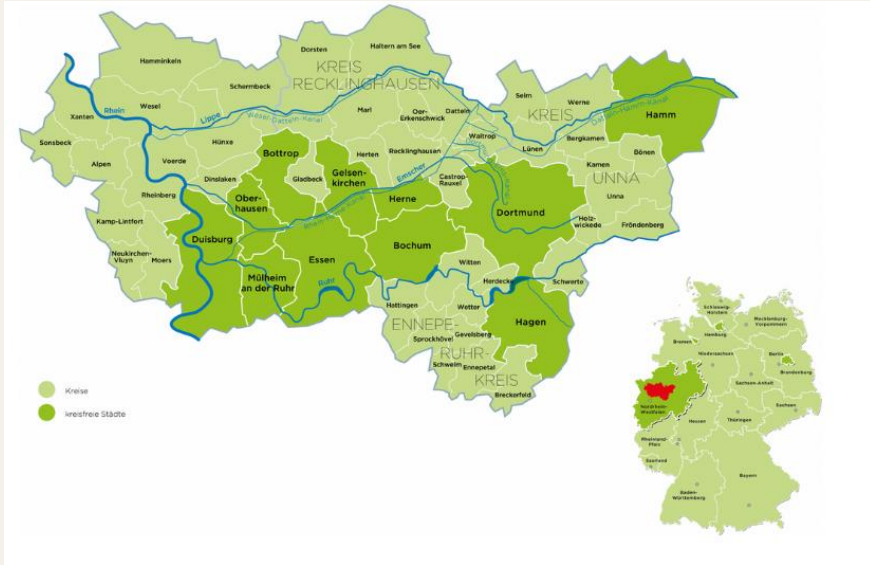 Dorsten
Haltern am See
Hamminkeln
KREIS
RECKLINGHAUSEN
Schermbeck
Selm
Werne
KREIS
Hamm
Datteln-Hamm-Kanal
Wesel
Rhein
Lippe
Wesel-Datteln-Kanal
Marl
Oer-
Erkenschwick
Datteln
Xanten
Sonsbeck
Waltrop
Bergkamen
Hünxe
Lünen
Bönen
Alpen
Voerde
Bottrop
Herten
Recklinghausen
Kamen
Dinslaken
Gladbeck
Gelsen-
kirchen
Emscher
Castrop-
Rauxel
UNNA
Rheinberg
Ober-
hausen
Herne
Unna
Rhein-Herne-Kanal
Dortmund
Kamp-Lintfort
Holz-
wickede
Fröndenberg
Duisburg
Bochum
Neukirchen-
Vluyn
Moers
Essen
Witten
Mülheim
an der Ruhr
Ruhr
Herdecke
Schwerte
Hattingen
Wetter
Hagen
ENNEPE-
Sprockhövel
Gevelsberg
RUHR-
Schwelm
Ennepetal
KREIS
Breckerfeld
Kreise
kreisfreie Städte
Schleswig-
Holstein
Mecklenburg-
Vorpommern
Hamburg
Bremen
Niedersachsen
Berlin
Brandenburg
Sachsen-Anhalt
Nordrhein-
Westfalen
Sachsen
Hessen
Thüringen
Rheinland-
Pfalz
Saarland
Bayern
Baden-
Württemberg